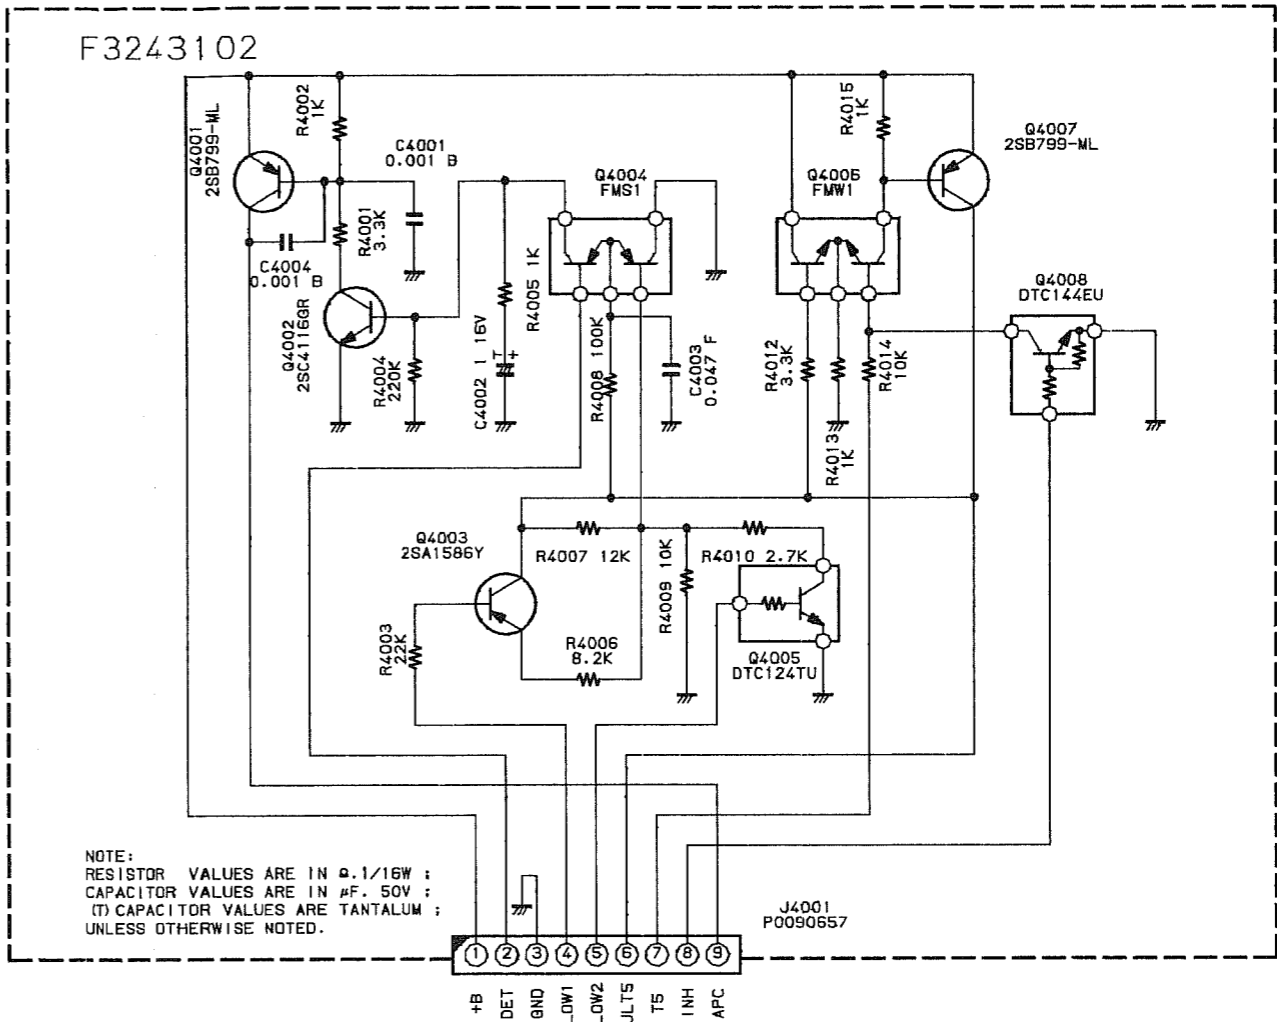 F3243102
Q4001
2SB799-ML
R4002
1K
C4001
0.001 B
R4001
3.3K
C4004
0.001 B
Q4002
2SC4116GR
R4004
220K
C4002 1 16V
T
+
R4005 1K
Q4004
FMS1
R4008 100K
C4003
0.047 F
Q4006
FMW1
R4015
1K
Q4007
2SB799-ML
R4012
3.3K
R4013
1K
R4014
10K
Q4008
DTC144EU
Q4003
2SA1586Y
R4003
22K
R4007 12K
R4006
8.2K
R4009 10K
R4010 2.7K
Q4005
DTC124TU
NOTE:
RESISTOR VALUES ARE IN Ω.1/16W ;
CAPACITOR VALUES ARE IN µF. 50V ;
(T) CAPACITOR VALUES ARE TANTALUM ;
UNLESS OTHERWISE NOTED.
J4001
P0090657
1 2 3 4 5 6 7 8 9
+B
DET
GND
LOW1
LOW2
ULT5
T5
INH
APC